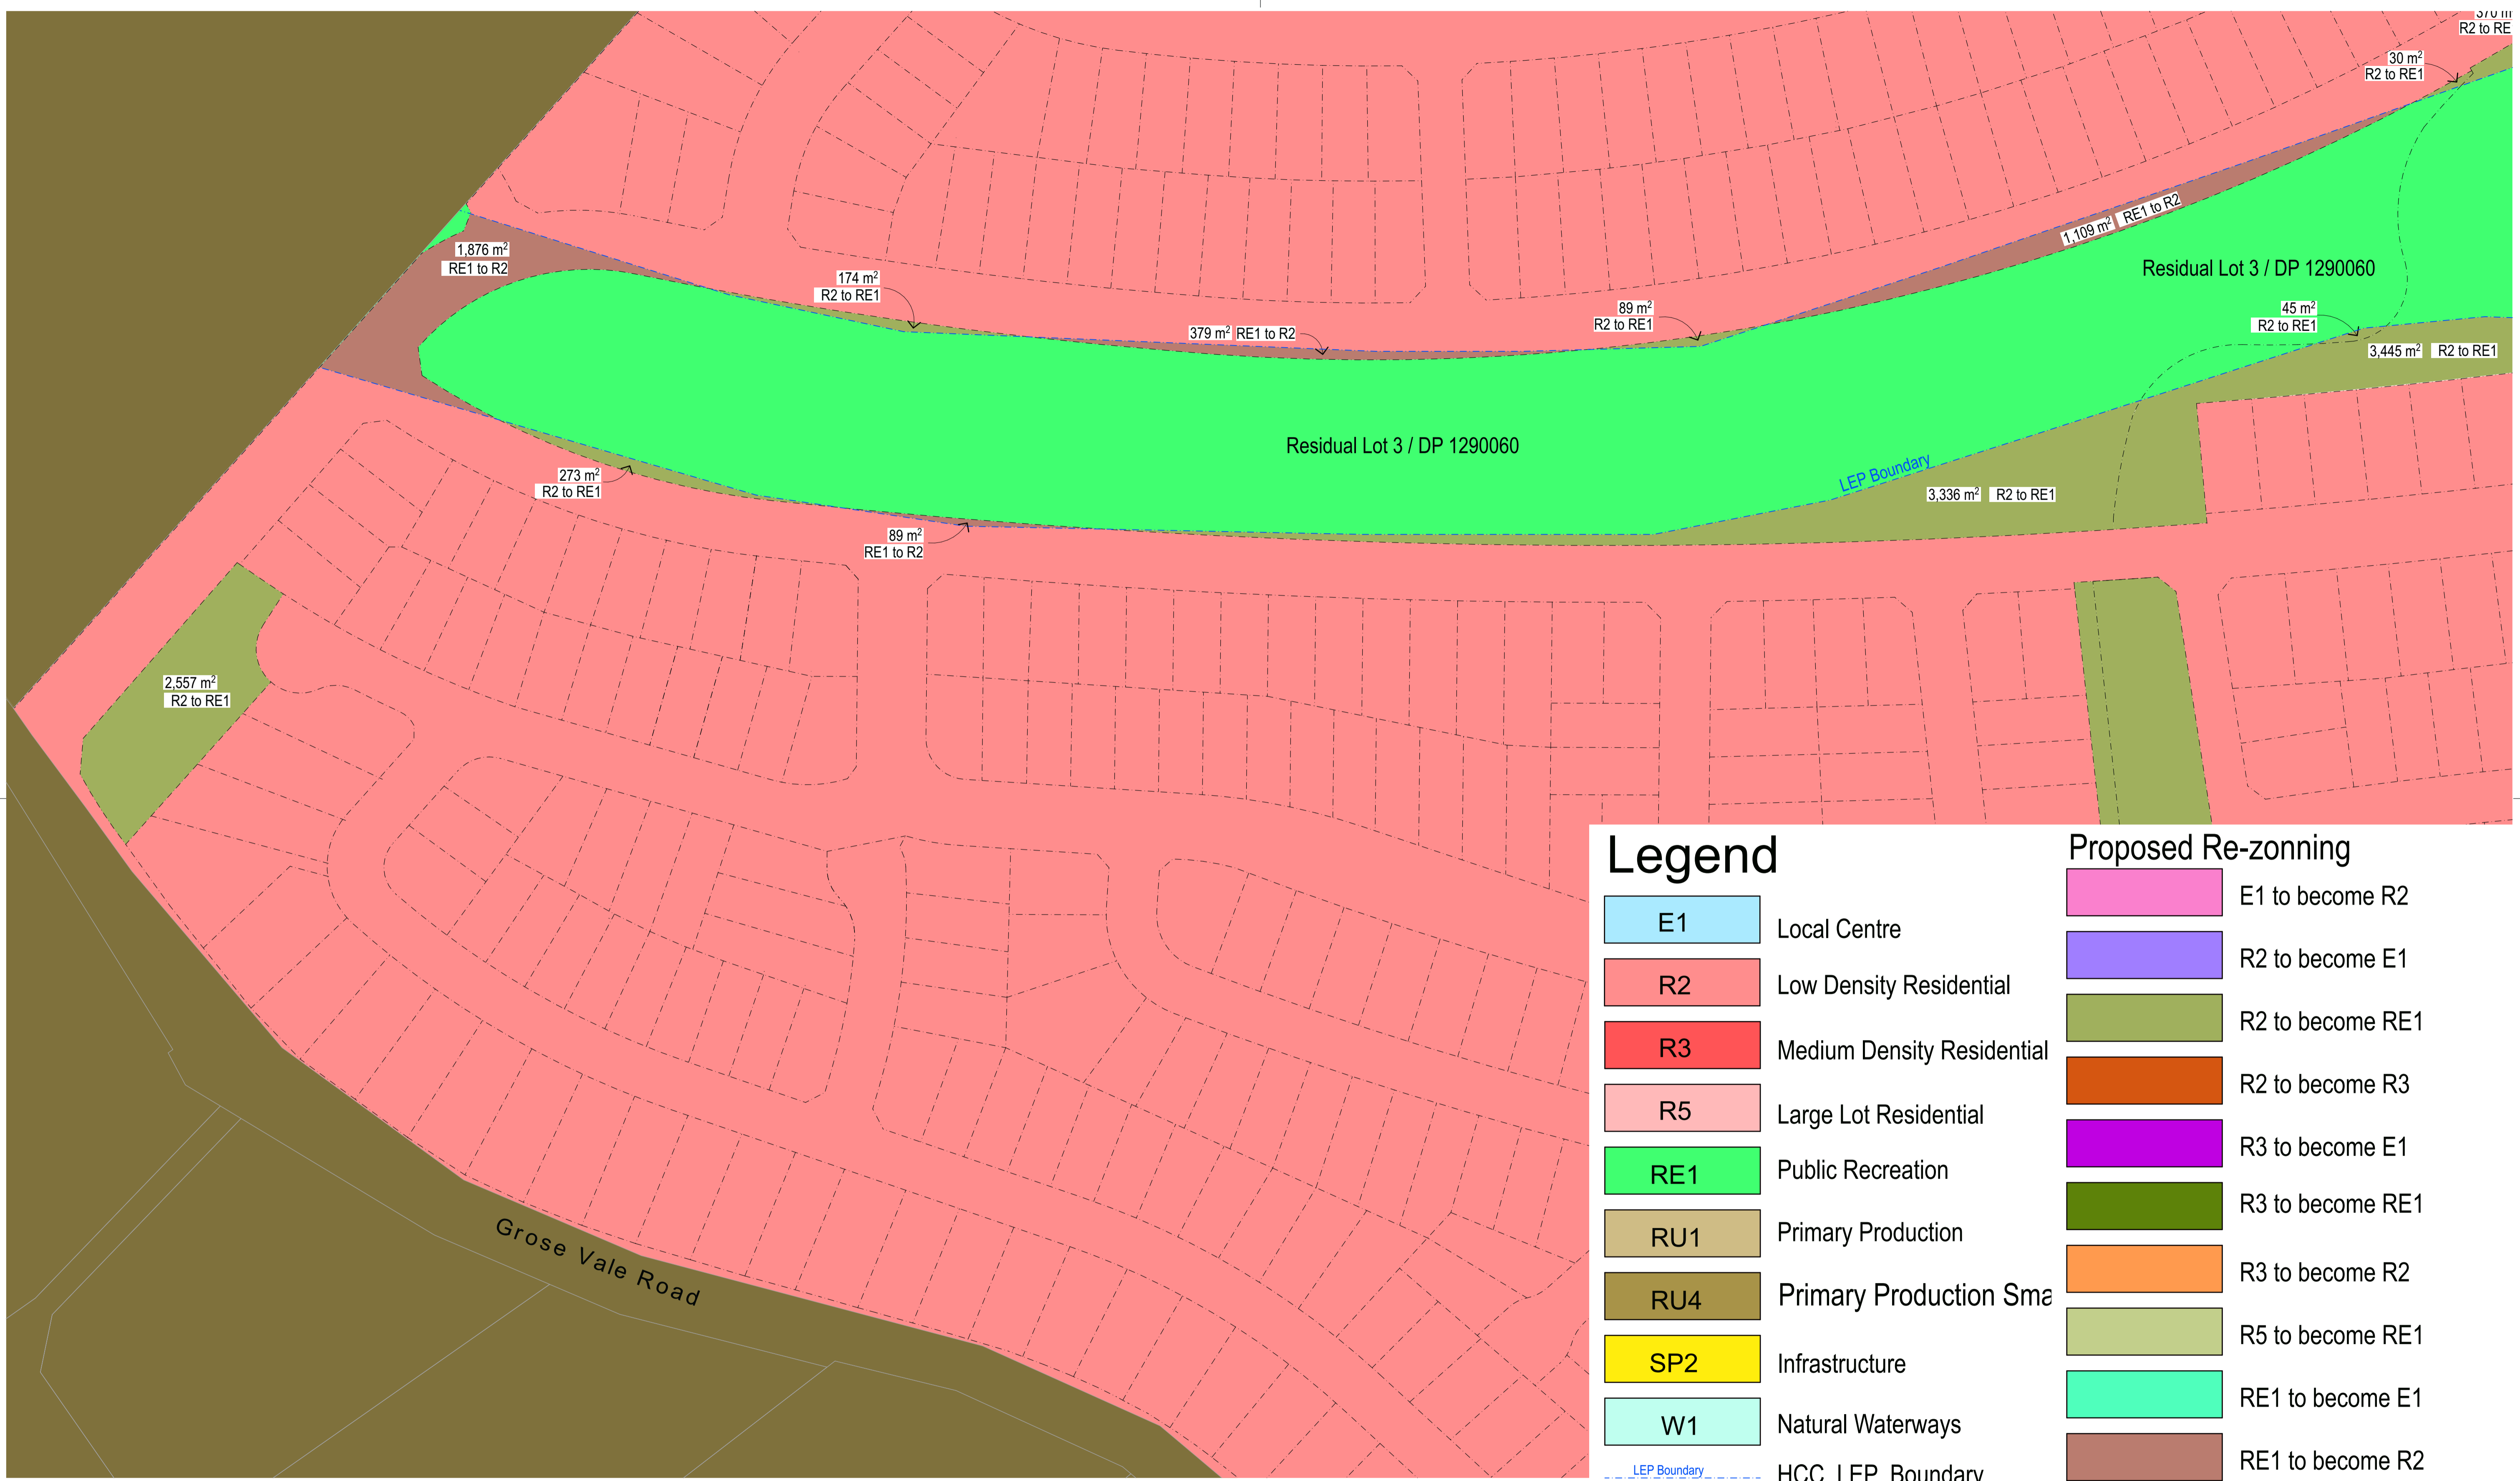 R2 to RE
30 m²
R2 to RE1
1,876 m²
RE1 to R2
174 m²
R2 to RE1
379 m² RE1 to R2
89 m²
R2 to RE1
1,109 m² RE1 to R2
Residual Lot 3 / DP 1290060
45 m²
R2 to RE1
3,445 m² R2 to RE1
Residual Lot 3 / DP 1290060
LEP Boundary
273 m²
R2 to RE1
3,336 m² R2 to RE1
89 m²
RE1 to R2
2,557 m²
R2 to RE1
Grose Vale Road
Legend
E1 Local Centre
R2 Low Density Residential
R3 Medium Density Residential
R5 Large Lot Residential
RE1 Public Recreation
RU1 Primary Production
RU4 Primary Production Sma
SP2 Infrastructure
W1 Natural Waterways
LEP Boundary HCC LEP Boundary
Proposed Re-zonning
E1 to become R2
R2 to become E1
R2 to become RE1
R2 to become R3
R3 to become E1
R3 to become RE1
R3 to become R2
R5 to become RE1
RE1 to become E1
RE1 to become R2